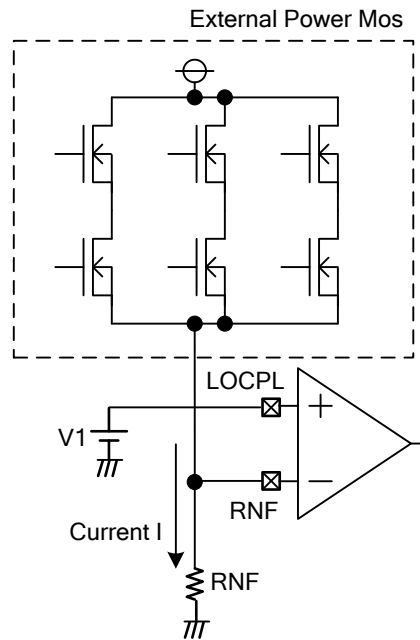 External Power Mos
LOCPL
+
V1
−
RNF
Current I
RNF